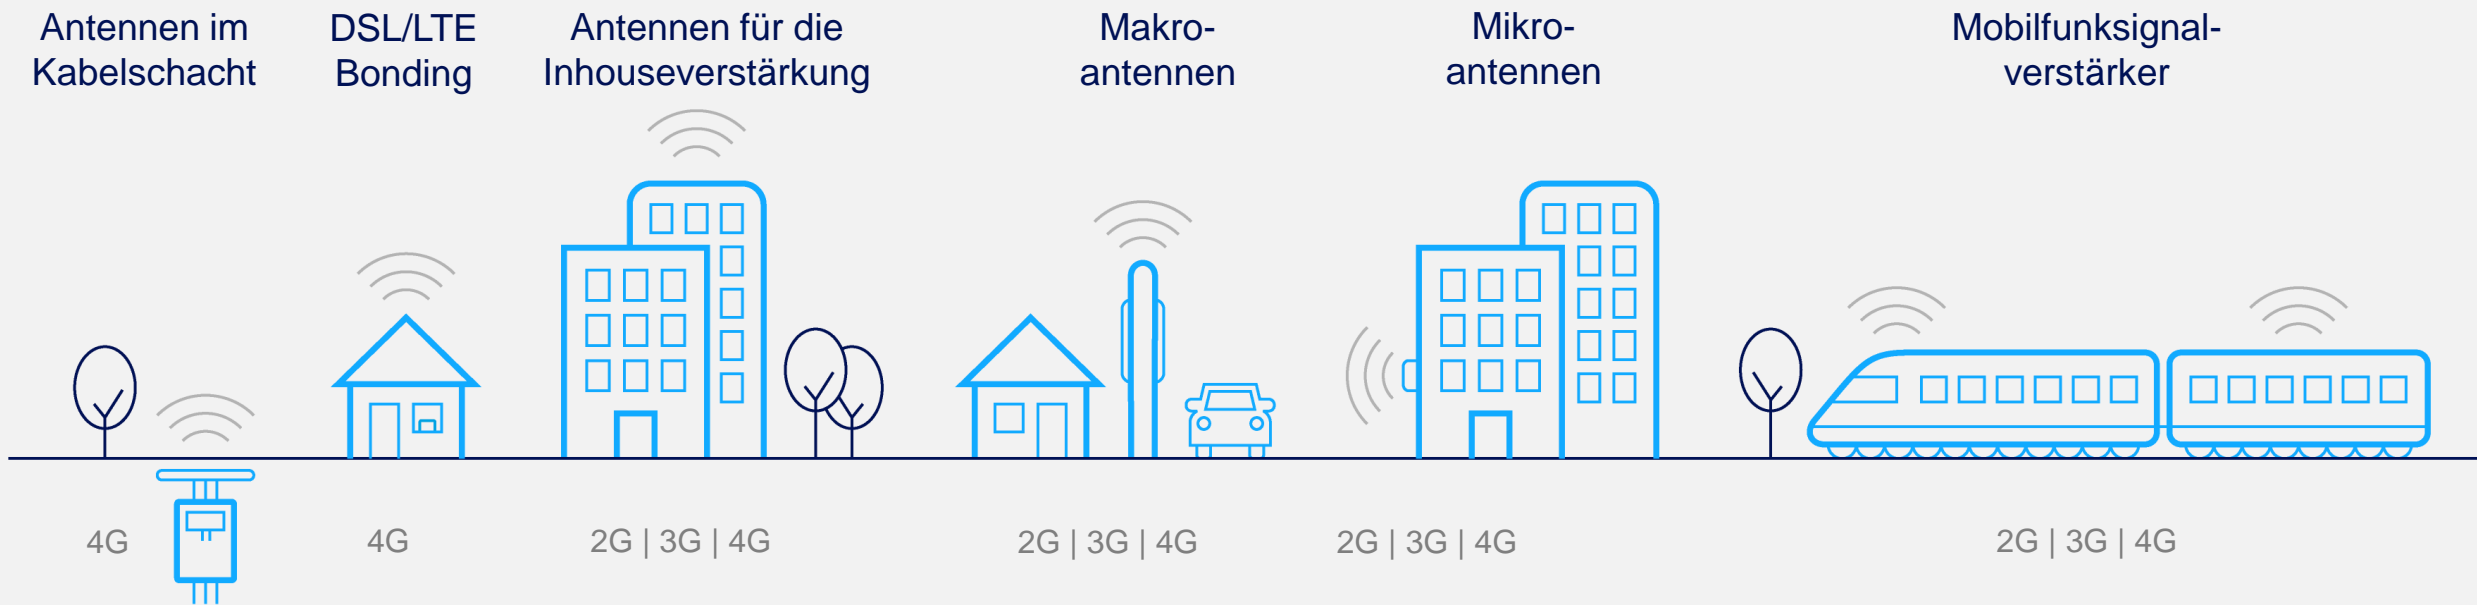 Antennen im
Kabelschacht
DSL/LTE
Bonding
Antennen für die
Inhouseverstärkung
Makro-
antennen
Mikro-
antennen
Mobilfunksignal-
verstärker
4G
4G
2G | 3G | 4G
2G | 3G | 4G
2G | 3G | 4G
2G | 3G | 4G